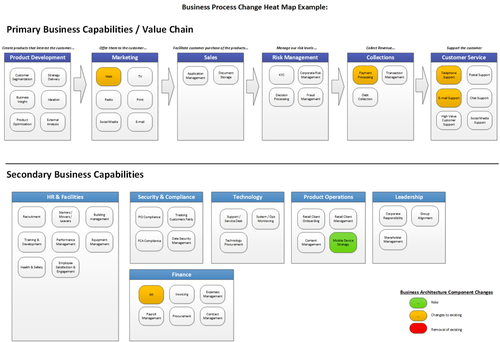 Business Process Change Heat Map Example:
Primary Business Capabilities / Value Chain
Create products that interest the customer...
Offer them to the customer...
Facilitate customer purchase of the products...
Manage our risk levels...
Collect Revenue...
Support the customer
Product Development
Marketing
Sales
Risk Management
Collections
Customer Service
Customer Segmentation
Strategy Delivery
Business Insight
Ideation
Product Optimisation
External Analysis
TV
Radio
Print
Social Media
E-mail
Application Management
Document Storage
KYC
Corporate Risk Management
Decision Processing
Fraud Management
Payment Processing
Transaction Management
Debt Collection
Telephone Support
Postal Support
E-mail Support
Chat Support
High Value Customer Support
Social Media Support
Secondary Business Capabilities
HR & Facilities
Security & Compliance
Technology
Product Operations
Leadership
Recruitment
Starters / Movers / Leavers
Building Management
Training & Development
Performance Management
Equipment Management
Health & Safety
Employee Satisfaction & Engagement
PCI Compliance
Treating Customers Fairly
FCA Compliance
Data Security Management
Support / Service Desk
System / Ops Monitoring
Technology Procurement
Retail Client Onboarding
Retail Client Management
Content Management
Mobile Device Strategy
Corporate Responsibility
Group Alignment
Shareholder Management
Finance
Invoicing
Expenses Management
Payroll Management
Procurement
Contract Management
Business Architecture Component Changes
New
Changes to existing
Removal of existing